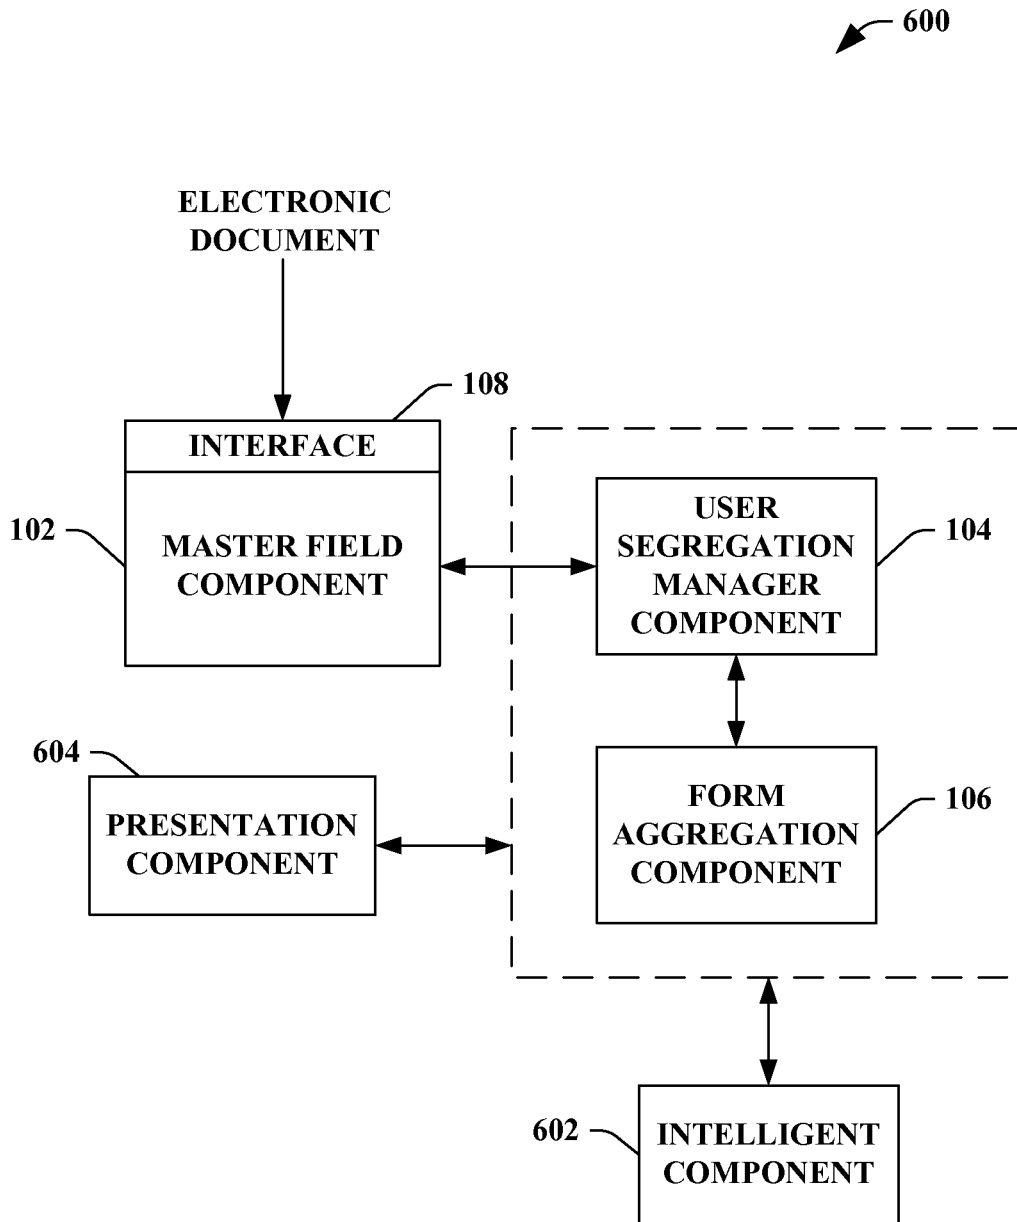 600
ELECTRONIC
DOCUMENT
108
INTERFACE
102
MASTER FIELD
COMPONENT
USER
SEGREGATION
MANAGER
COMPONENT
104
604
PRESENTATION
COMPONENT
FORM
AGGREGATION
COMPONENT
106
602
INTELLIGENT
COMPONENT